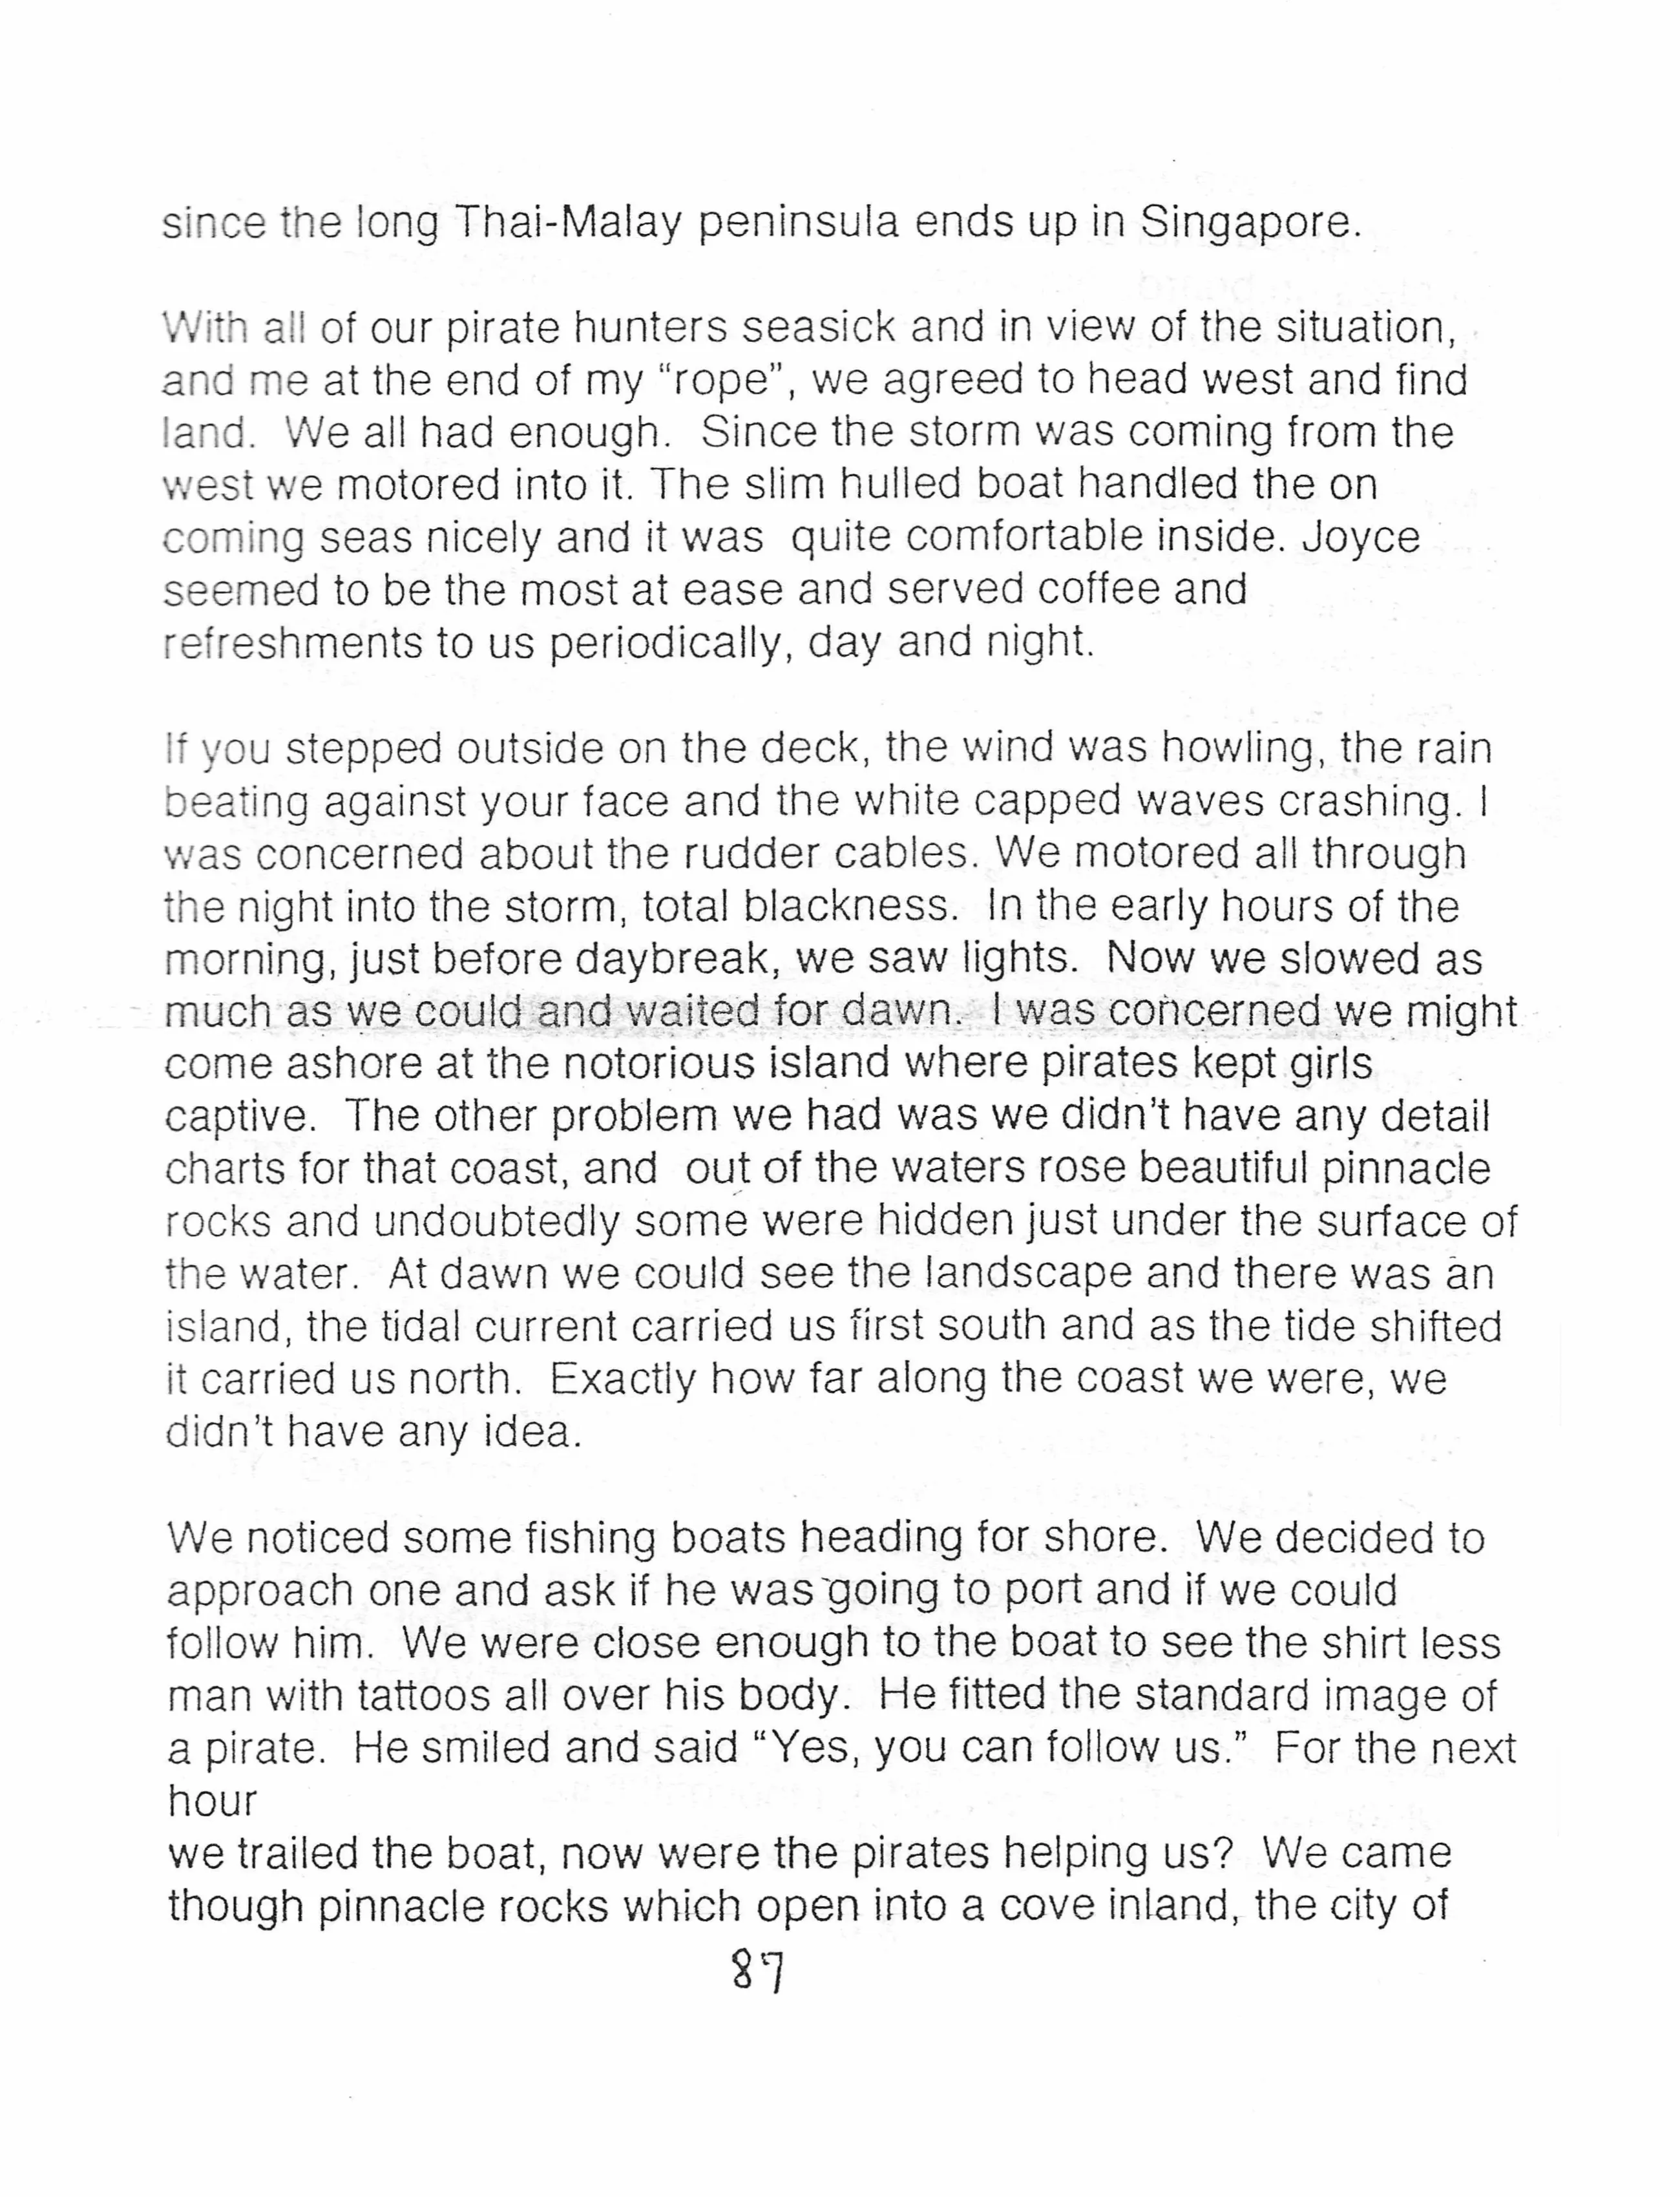 since the long Thai-Malay peninsula ends up in Singapore.
With all of our pirate hunters seasick and in view of the situation,
and me at the end of my “rope”, we agreed to head west and find
land.  We all had enough.  Since the storm was coming from the
west we motored into it. The slim hulled boat handled the on
coming seas nicely and it was  quite comfortable inside. Joyce
seemed to be the most at ease and served coffee and
refreshments to us periodically, day and night.
If you stepped outside on the deck, the wind was howling, the rain
beating against your face and the white capped waves crashing. I
was concerned about the rudder cables. We motored all through
the night into the storm, total blackness.  In the early hours of the
morning, just before daybreak, we saw lights.  Now we slowed as
much as we could and waited for dawn.  I was concerned we might
come ashore at the notorious island where pirates kept girls
captive.  The other problem we had was we didn’t have any detail
charts for that coast, and  out of the waters rose beautiful pinnacle
rocks and undoubtedly some were hidden just under the surface of
the water.  At dawn we could see the landscape and there was an
island, the tidal current carried us first south and as the tide shifted
it carried us north.  Exactly how far along the coast we were, we
didn’t have any idea.
We noticed some fishing boats heading for shore.  We decided to
approach one and ask if he was going to port and if we could
follow him.  We were close enough to the boat to see the shirt less
man with tattoos all over his body.  He fitted the standard image of
a pirate.  He smiled and said “Yes, you can follow us.”  For the next
hour
we trailed the boat, now were the pirates helping us?  We came
though pinnacle rocks which open into a cove inland, the city of
87